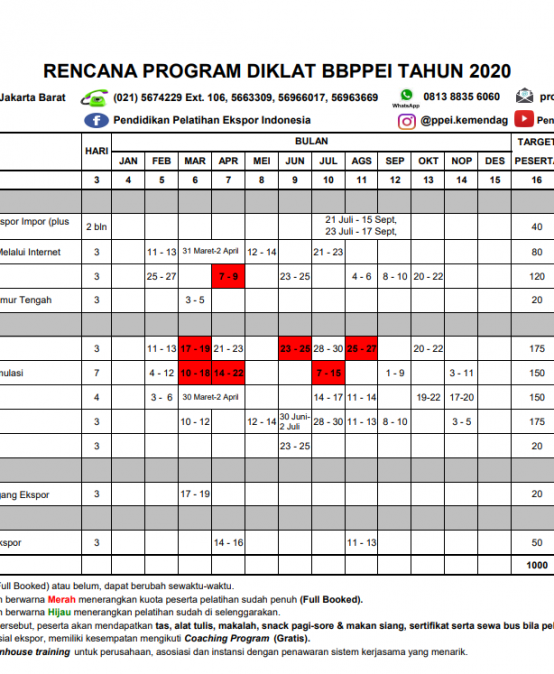 RENCANA PROGRAM DIKLAT BBPPEI TAHUN 2020
Jakarta Barat (021) 5674229 Ext. 106, 5663309, 56966017, 56963669 WhatsApp 0813 8835 6060 pro
Pendidikan Pelatihan Ekspor Indonesia @ppei.kemendag Pen
HARI BULAN TARGET
JAN FEB MAR APR MEI JUN JUL AGS SEP OKT NOP DES PESERTA
3 4 5 6 7 8 9 10 11 12 13 14 15 16
spor Impor (plus 2 bln 21 Juli - 15 Sept, 40
23 Juli - 17 Sept,
Melalui Internet 3 11 - 13 31 Maret-2 April 12 - 14 21 - 23 80
3 25 - 27 7 - 9 23 - 25 4 - 6 8 - 10 20 - 22 120
mur Tengah 3 3 - 5 20
3 11 - 13 17 - 19 21 - 23 23 - 25 28 - 30 25 - 27 20 - 22 175
mulasi 7 4 - 12 10 - 18 14 - 22 7 - 15 1 - 9 3 - 11 150
4 3 - 6 30 Maret-2 April 14 - 17 11 - 14 19-22 17-20 150
3 10 - 12 12 - 14 30 Juni- 2 Juli 28 - 30 11 - 13 8 - 10 3 - 5 175
3 23 - 25 20
gang Ekspor 3 17 - 19 20
kspor 3 14 - 16 11 - 13 50
1000
Full Booked) atau belum, dapat berubah sewaktu-waktu.
n berwarna Merah menerangkan kuota peserta pelatihan sudah penuh (Full Booked).
n berwarna Hijau menerangkan pelatihan sudah di selenggarakan.
ersebut, peserta akan mendapatkan tas, alat tulis, makalah, snack pagi-sore & makan siang, sertifikat serta sewa bus bila pel
sial ekspor, memiliki kesempatan mengikuti Coaching Program (Gratis).
nhouse training untuk perusahaan, asosiasi dan instansi dengan penawaran sistem kerjasama yang menarik.